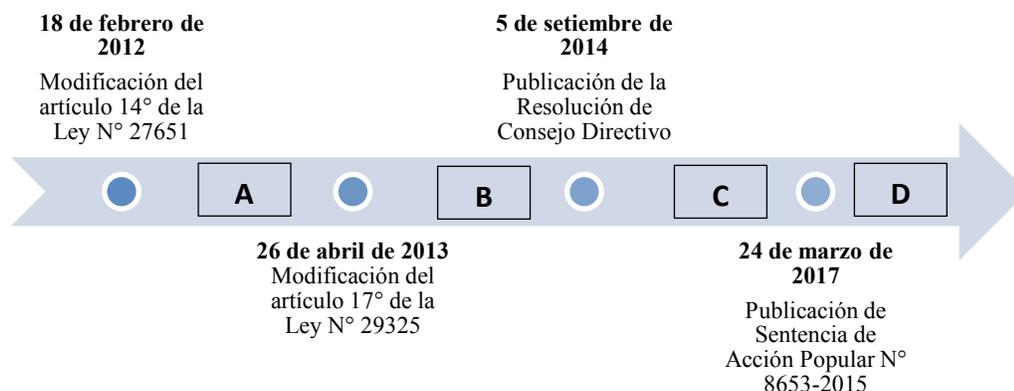 18 de febrero de
2012
Modificación del
artículo 14° de la
Ley N° 27651
5 de setiembre de
2014
Publicación de la
Resolución de
Consejo Directivo
A
B
C
D
26 de abril de 2013
Modificación del
artículo 17° de la
Ley N° 29325
24 de marzo de
2017
Publicación de
Sentencia de
Acción Popular N°
8653-2015